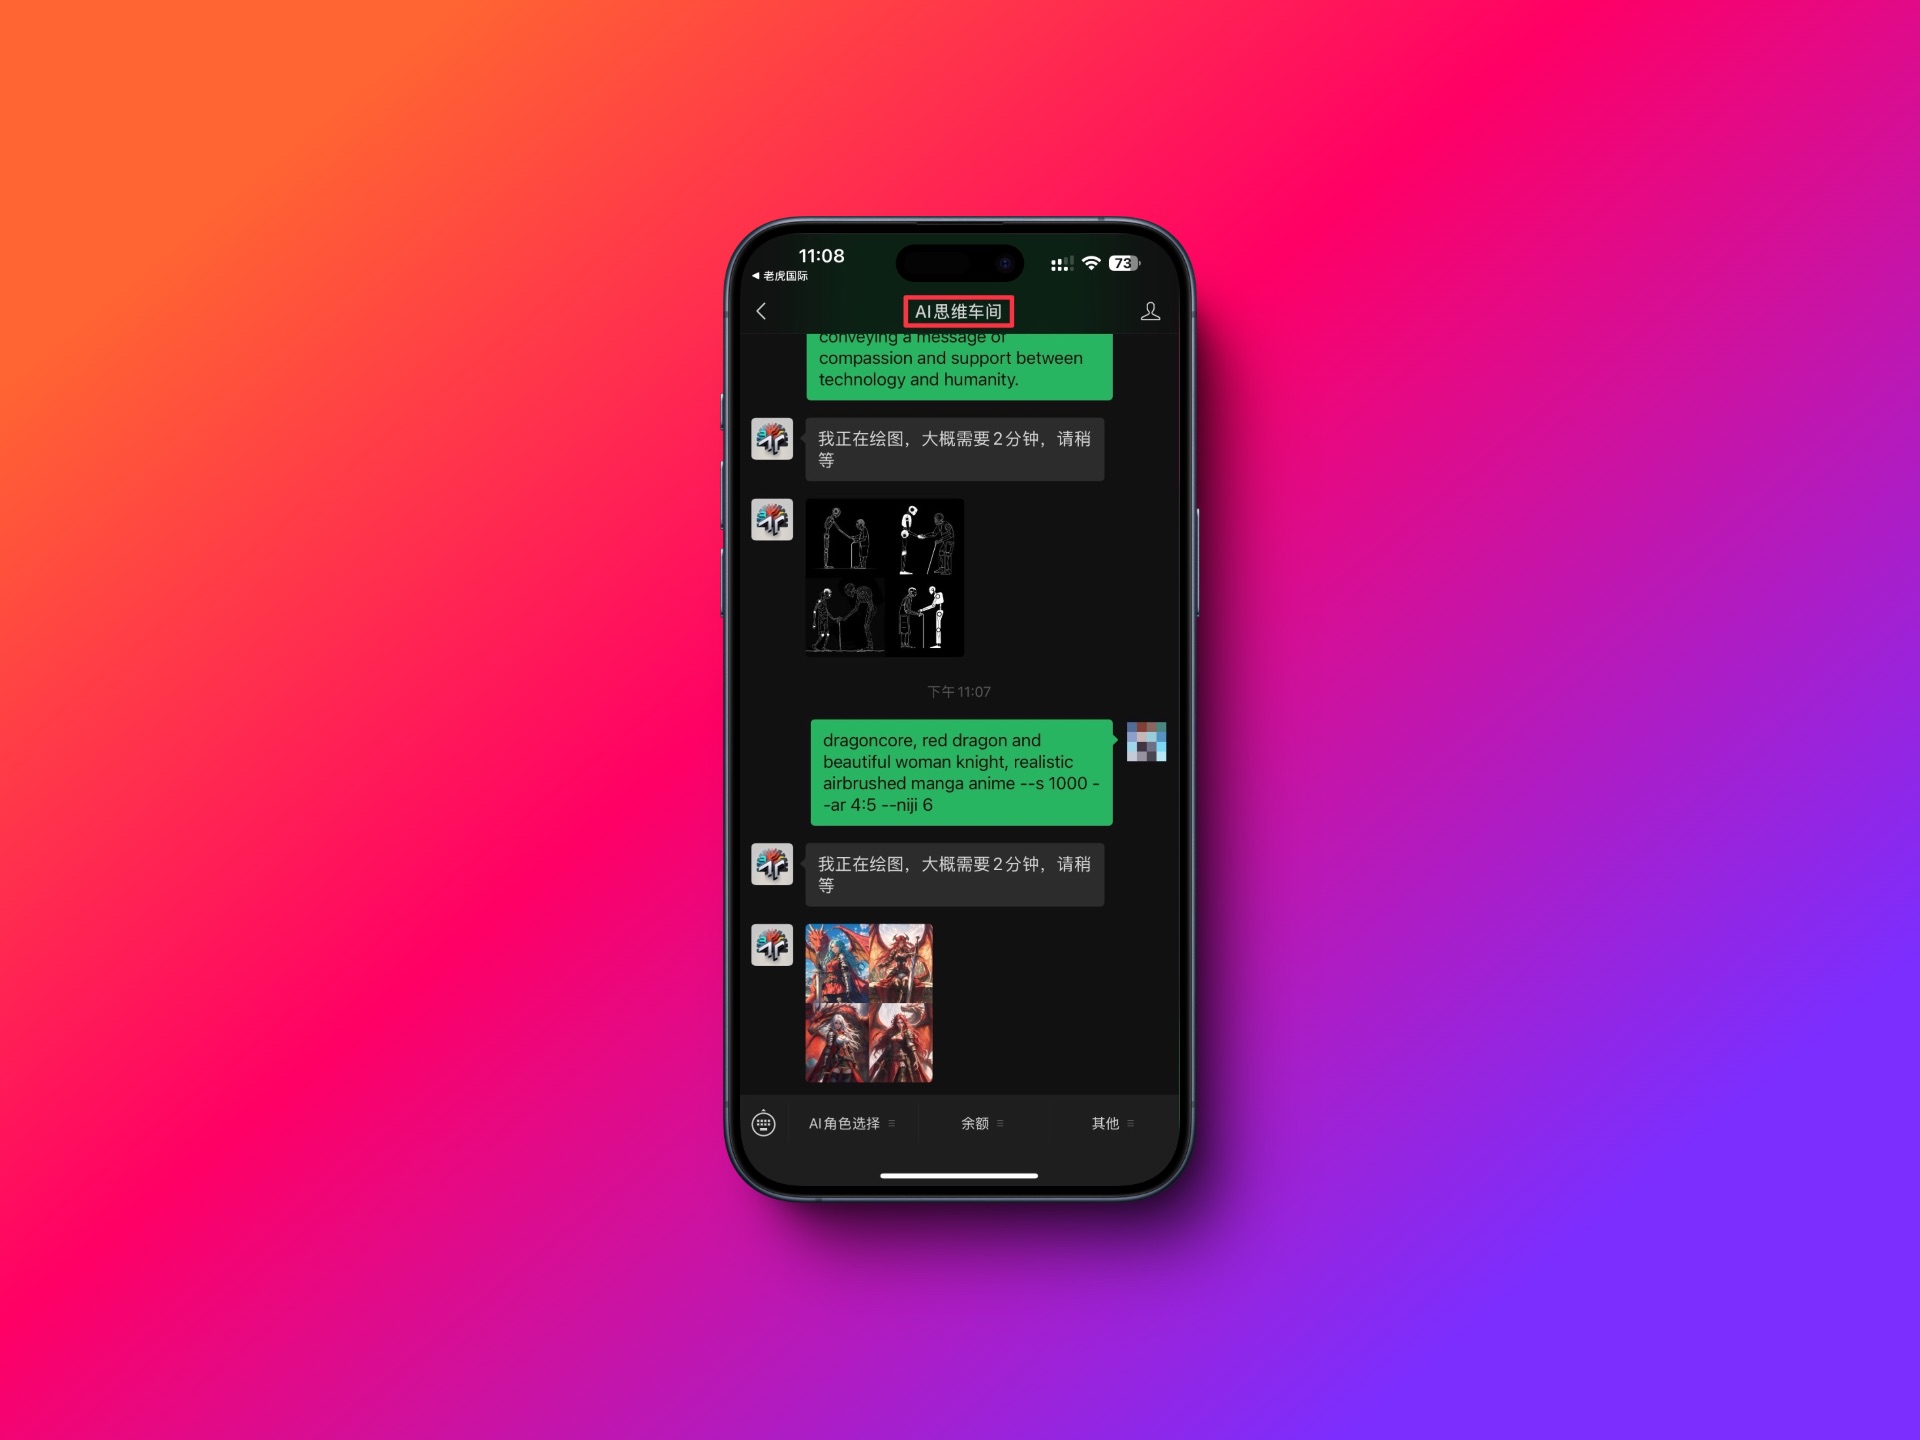 11:08
73
◀ 老虎国际
AI思维车间
conveying a message of
compassion and support between
technology and humanity.
我正在绘图，大概需要2分钟，请稍
等
下午11:07
dragoncore, red dragon and
beautiful woman knight, realistic
airbrushed manga anime --s 1000 -
-ar 4:5 --niji 6
我正在绘图，大概需要2分钟，请稍
等
AI角色选择
余额
其他